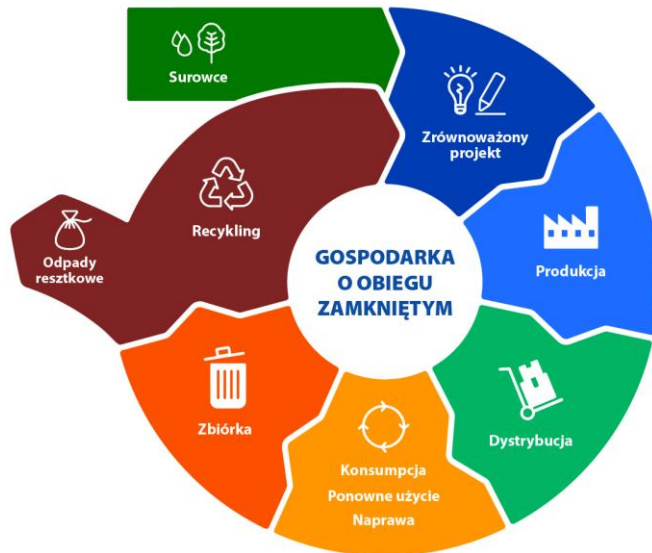 Surowce
Zrównoważony
projekt
Produkcja
Dystrybucja
Konsumpcja
Ponowne użycie
Naprawa
Zbiórka
Recykling
Odpady
resztkowe
GOSPODARKA
O OBIEGU
ZAMKNIĘTYM